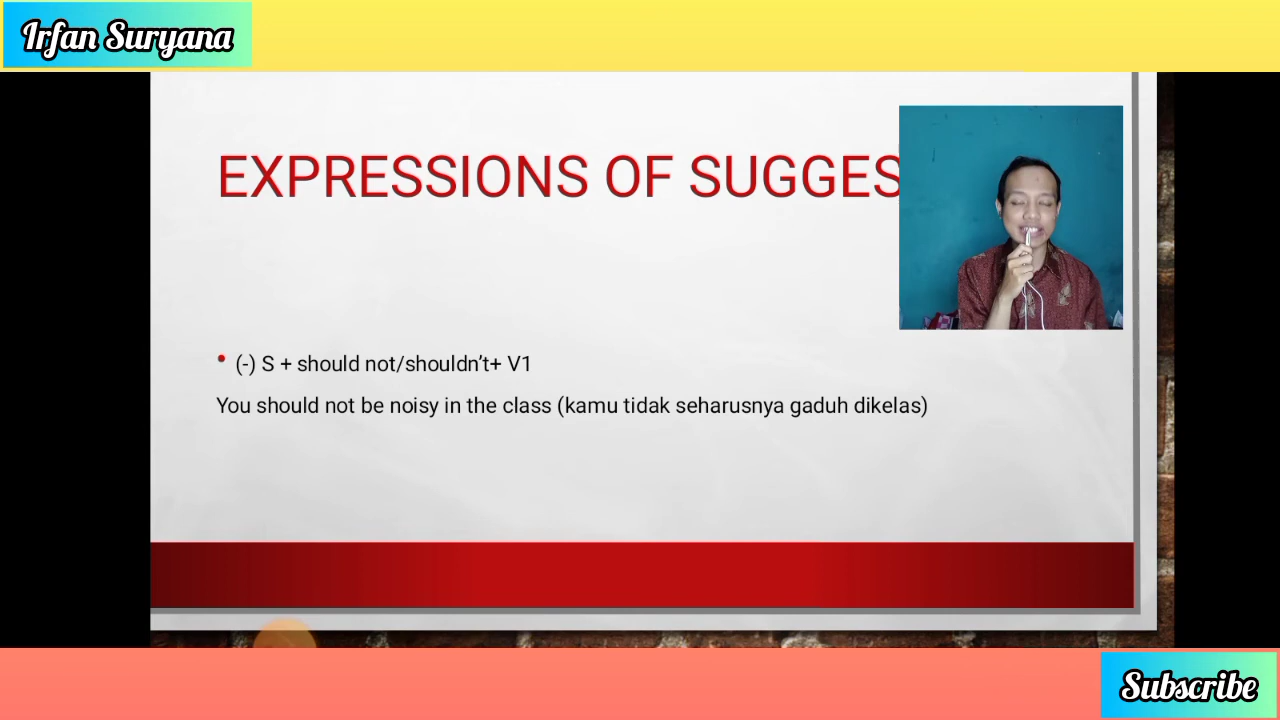 Irfan Suryana
EXPRESSIONS OF SUGGES
• (-) S + should not/shouldn’t+ V1
You should not be noisy in the class (kamu tidak seharusnya gaduh dikelas)
Subscribe